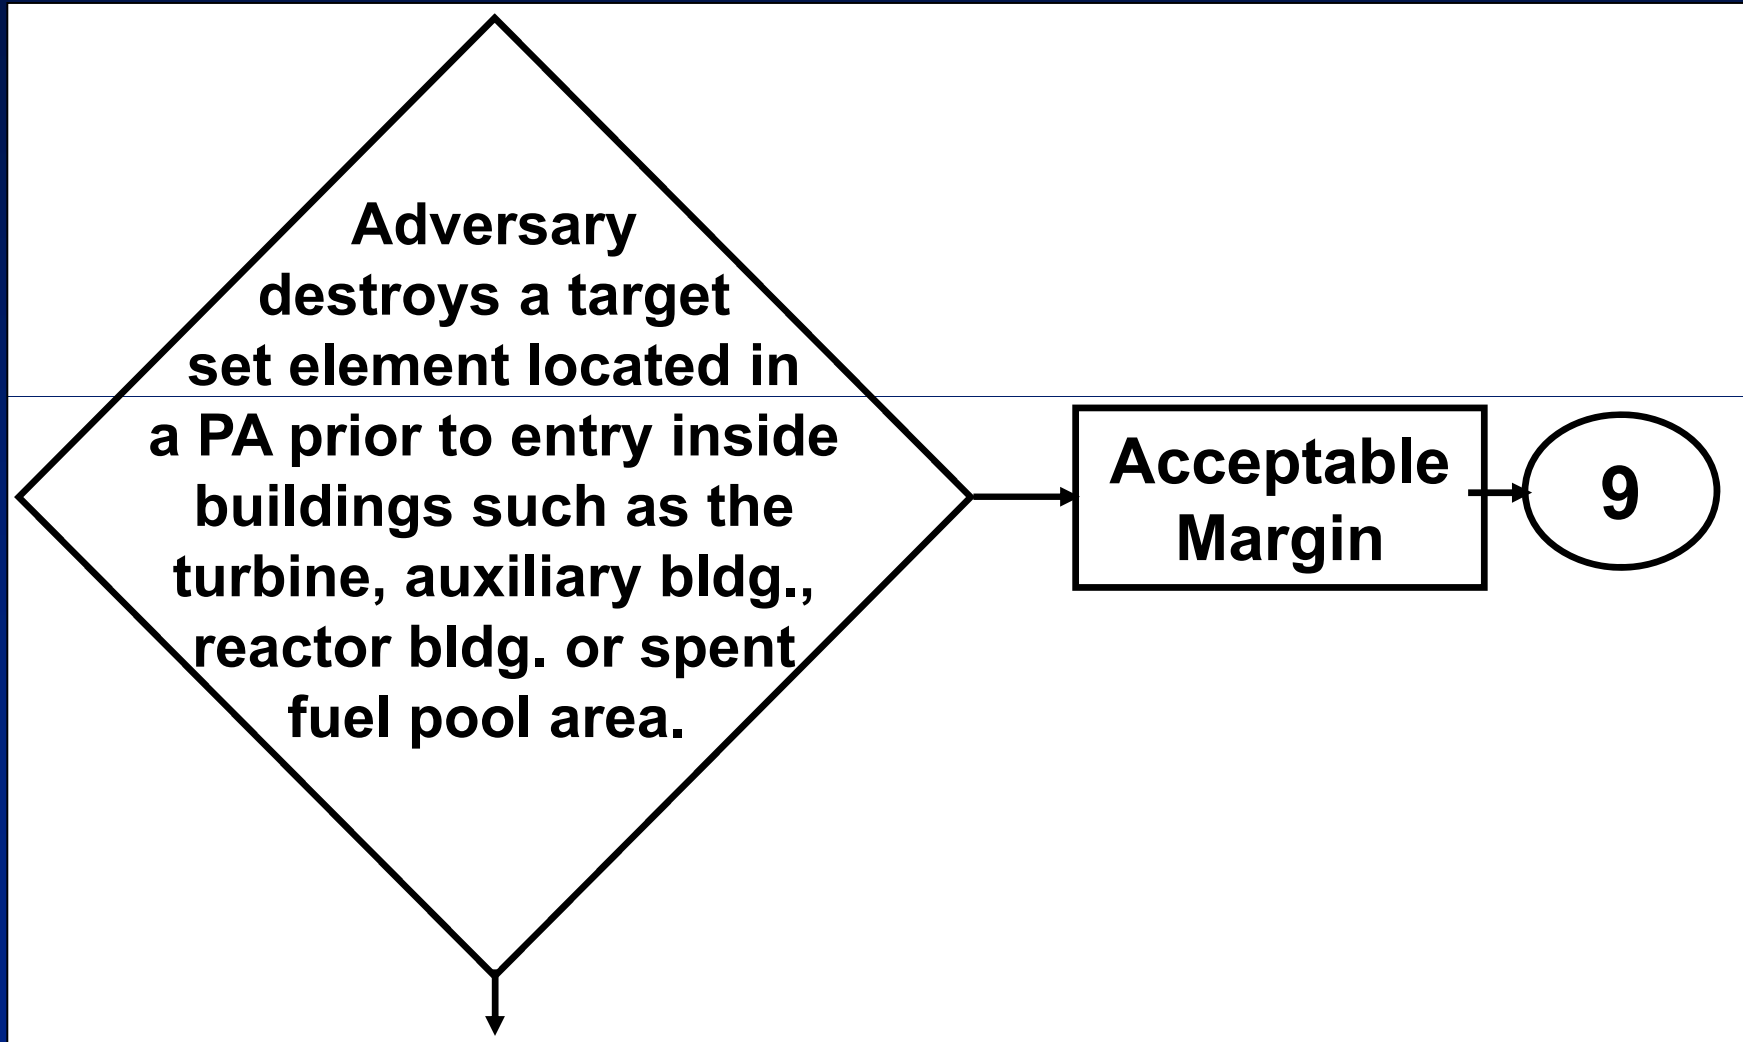 Adversary
destroys a target
set element located in
a PA prior to entry inside
buildings such as the
turbine, auxiliary bldg.,
reactor bldg. or spent
fuel pool area.
Acceptable
Margin
9